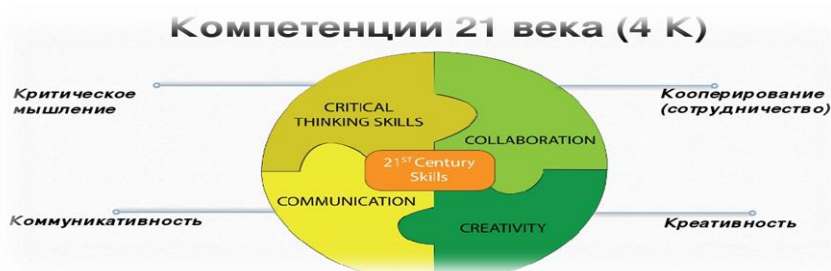 Компетенции 21 века (4 К)
Критическое
мышление
CRITICAL
THINKING SKILLS
Кооперирование
(сотрудничество)
COLLABORATION
21ST Century
Skills
COMMUNICATION
Коммуникативность
CREATIVITY
Креативность